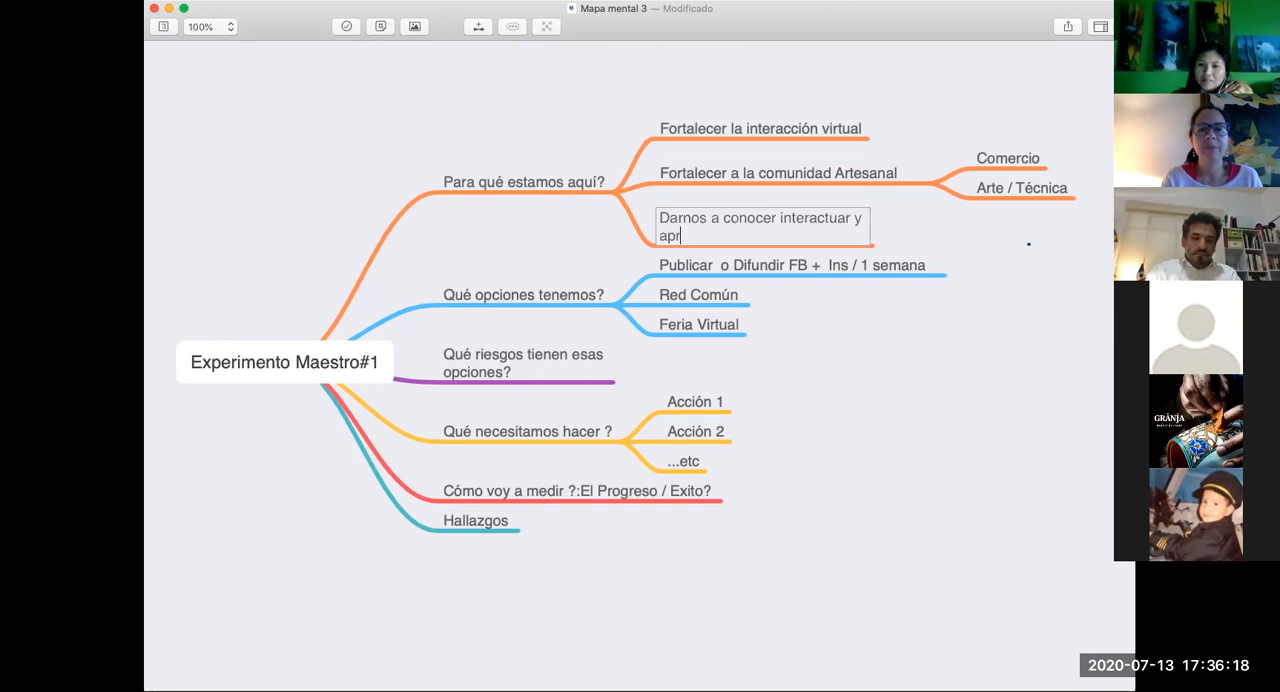 Mapa mental 3 — Modificado
100%
Fortalecer la interacción virtual
Comercio
Para qué estamos aquí?
Fortalecer a la comunidad Artesanal
Arte / Técnica
Darnos a conocer interactuar y
apr
Publicar o Difundir FB + Ins / 1 semana
Qué opciones tenemos?
Red Común
Feria Virtual
Experimento Maestro#1
Qué riesgos tienen esas
opciones?
Acción 1
Qué necesitamos hacer ?
Acción 2
...etc
Cómo voy a medir ?:El Progreso / Exito?
Hallazgos
GRANJA
2020-07-13 17:36:18